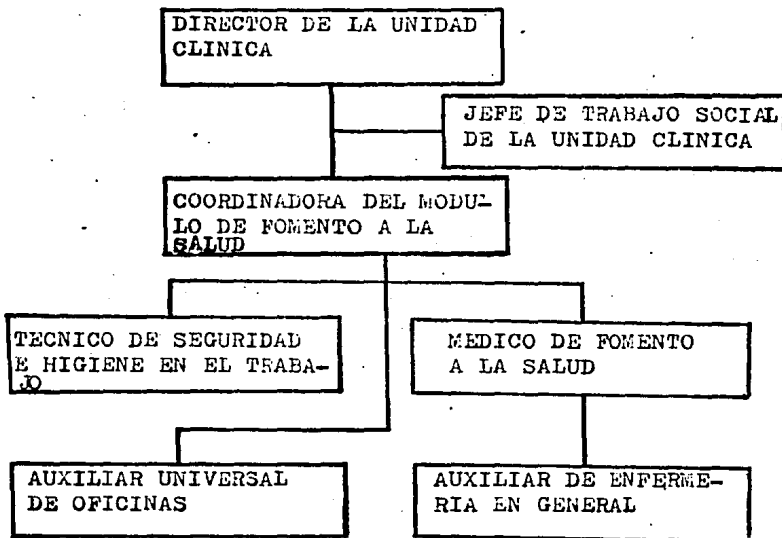 DIRECTOR DE LA UNIDAD
CLINICA
JEFE DE TRABAJO SOCIAL
DE LA UNIDAD CLINICA
COORDINADORA DEL MODU-
LO DE FOMENTO A LA
SALUD
TECNICO DE SEGURIDAD
E HIGIENE EN EL TRABA-
JO
MEDICO DE FOMENTO
A LA SALUD
AUXILIAR UNIVERSAL
DE OFICINAS
AUXILIAR DE ENFERME-
RIA EN GENERAL